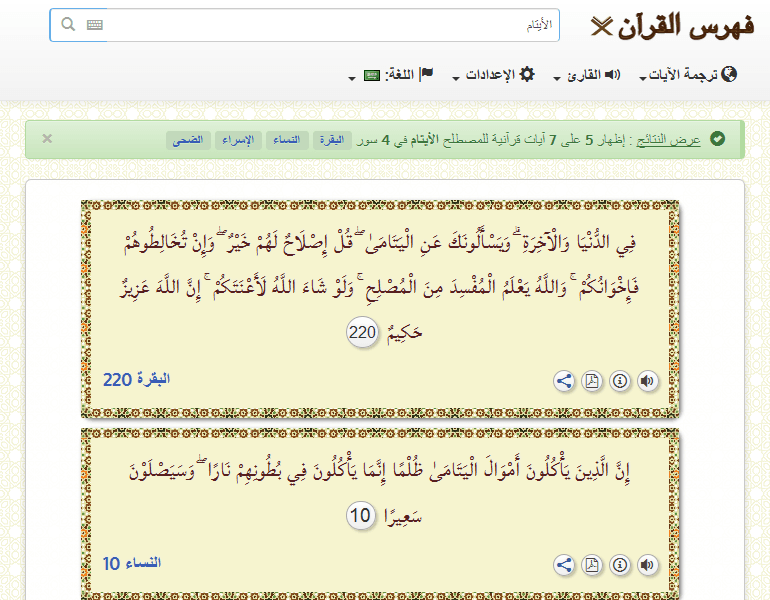 فهرس القرآن
الأيتام
ترجمة الآيات
القارئ
الإعدادات
اللغة:
عرض النتائج : إظهار 5 على 7 آيات قرآنية للمصطلح الأيتام في 4 سور البقرة النساء الإسراء الضحى ×
فِي الدُّنْيَا وَالْآخِرَةِ ۗ وَيَسْأَلُونَكَ عَنِ الْيَتَامَىٰ ۖ قُلْ إِصْلَاحٌ لَهُمْ خَيْرٌ ۖ وَإِنْ تُخَالِطُوهُمْ
فَإِخْوَانُكُمْ ۚ وَاللَّهُ يَعْلَمُ الْمُفْسِدَ مِنَ الْمُصْلِحِ ۚ وَلَوْ شَاءَ اللَّهُ لَأَعْنَتَكُمْ ۚ إِنَّ اللَّهَ عَزِيزٌ
حَكِيمٌ 220
البقرة 220
إِنَّ الَّذِينَ يَأْكُلُونَ أَمْوَالَ الْيَتَامَىٰ ظُلْمًا إِنَّمَا يَأْكُلُونَ فِي بُطُونِهِمْ نَارًا ۖ وَسَيَصْلَوْنَ
سَعِيرًا 10
النساء 10